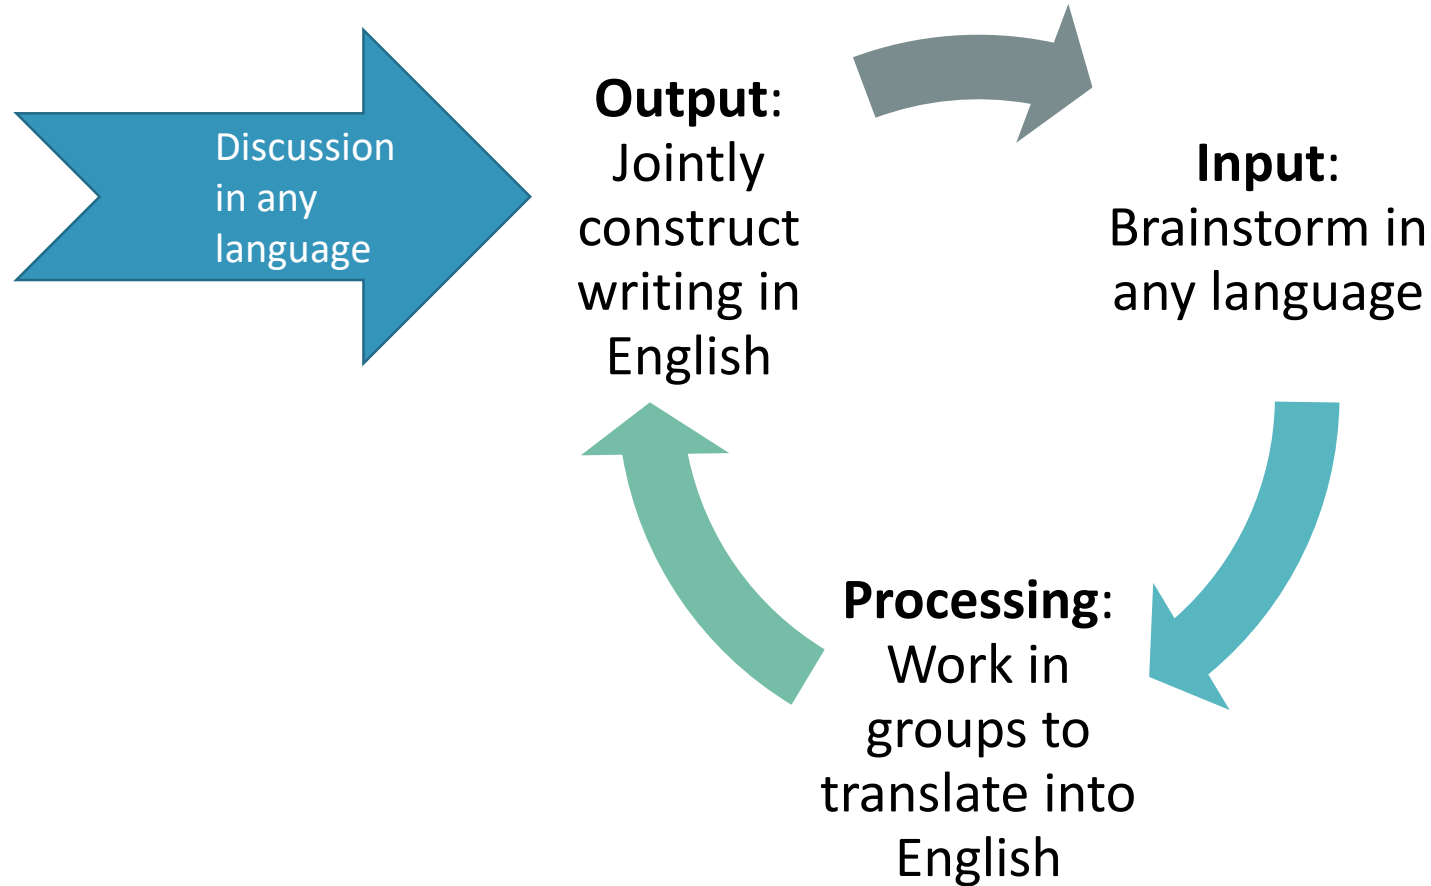 Discussion
in any
language
Output:
Jointly
construct
writing in
English
Input:
Brainstorm in
any language
Processing:
Work in
groups to
translate into
English